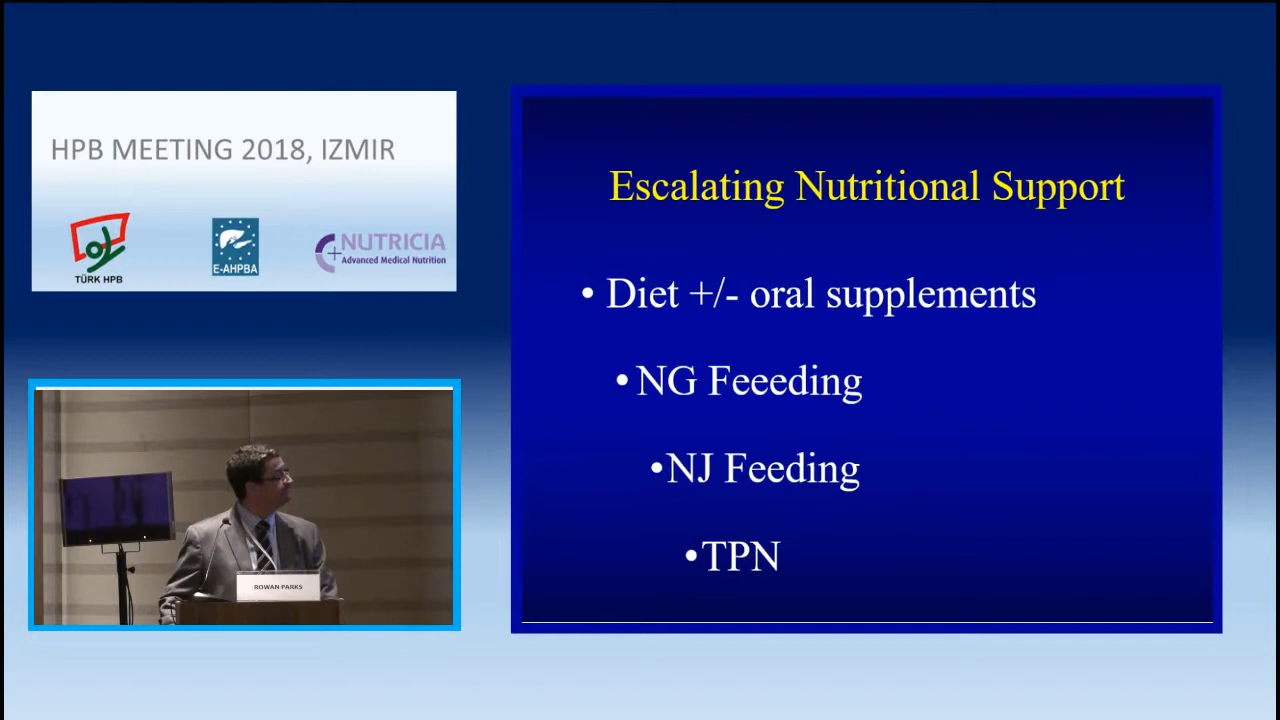 HPB MEETING 2018, IZMIR
TÜRK HPB
E-AHPBA
NUTRICIA
Advanced Medical Nutrition
ROWAN PARKS
Escalating Nutritional Support
• Diet +/- oral supplements
• NG Feeeding
•NJ Feeding
•TPN